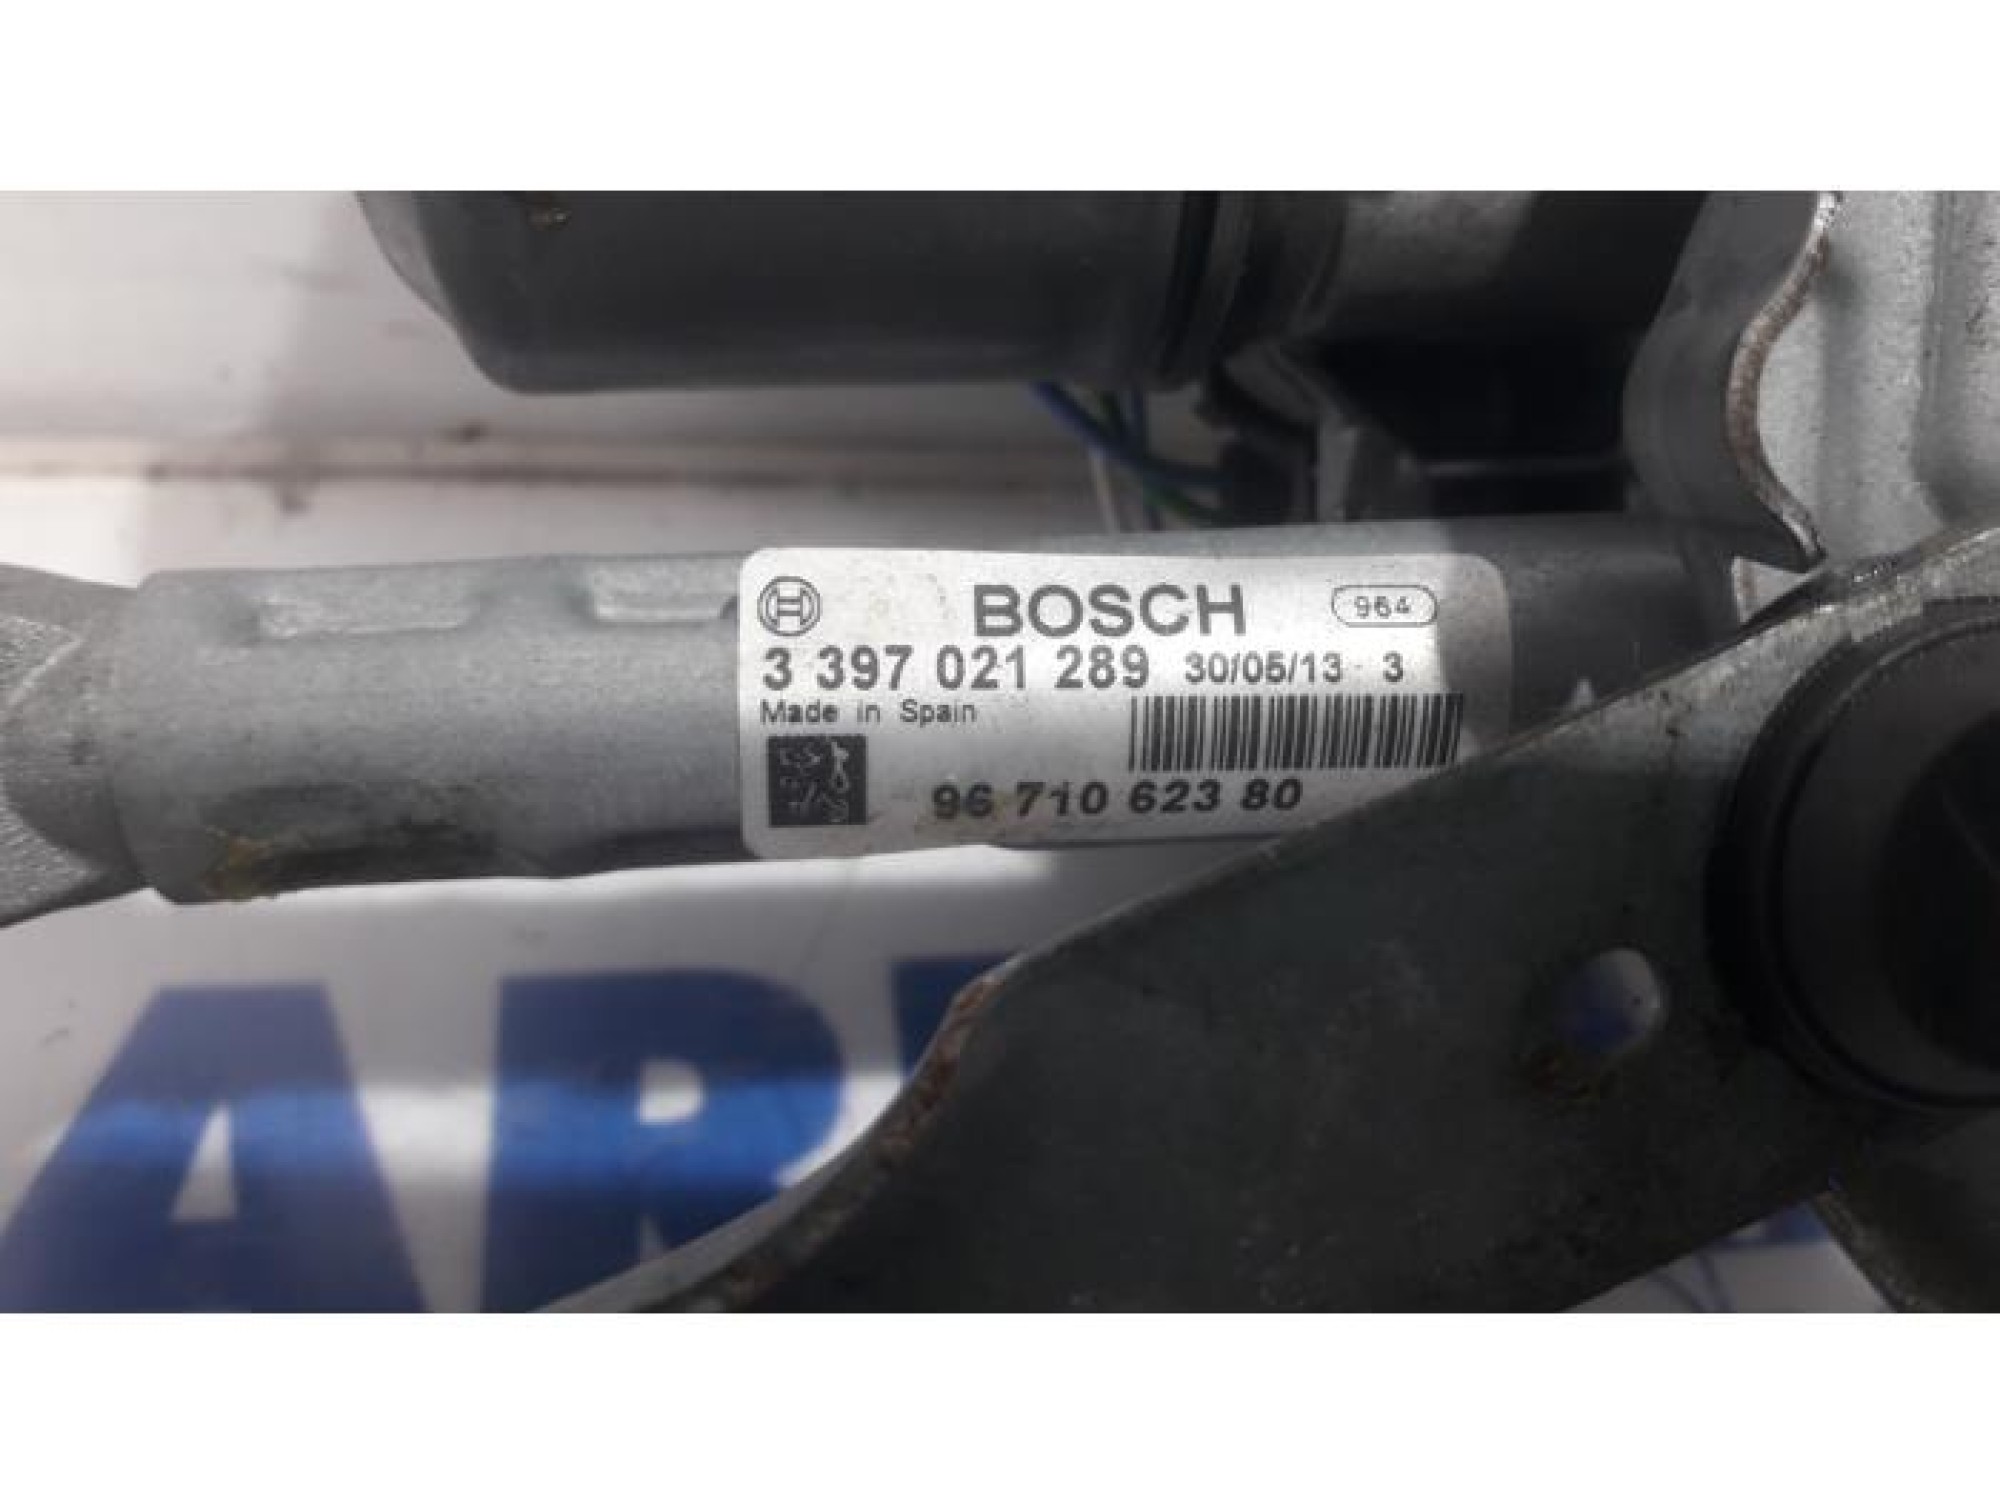 BOSCH 964
3 397 021 289 30/05/13 3
Made in Spain
96 710 623 80